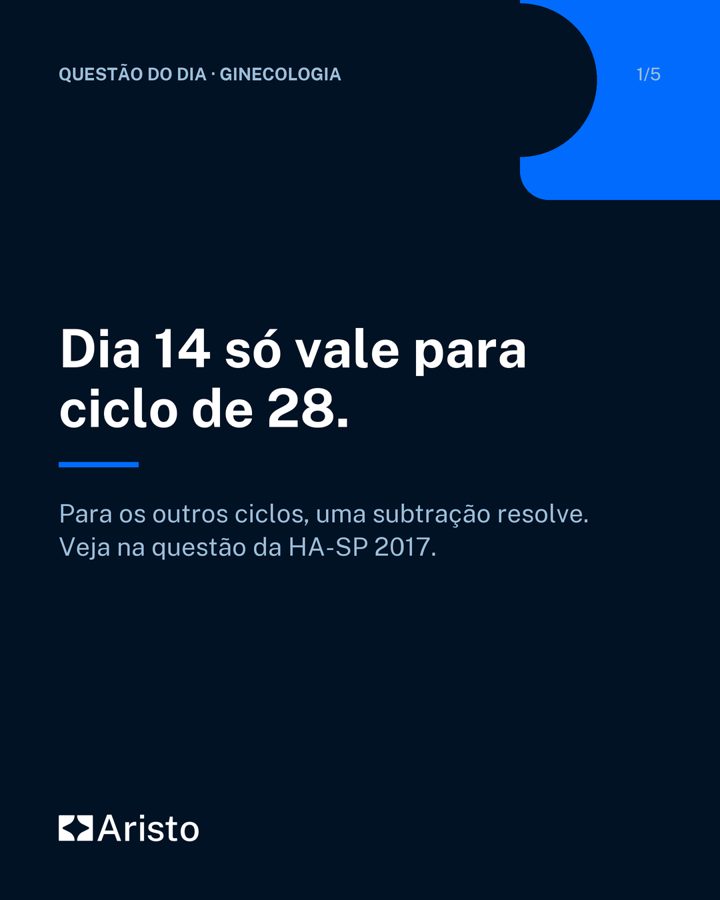 QUESTÃO DO DIA · GINECOLOGIA
1/5
Dia 14 só vale para
ciclo de 28.
Para os outros ciclos, uma subtração resolve.
Veja na questão da HA-SP 2017.
Aristo